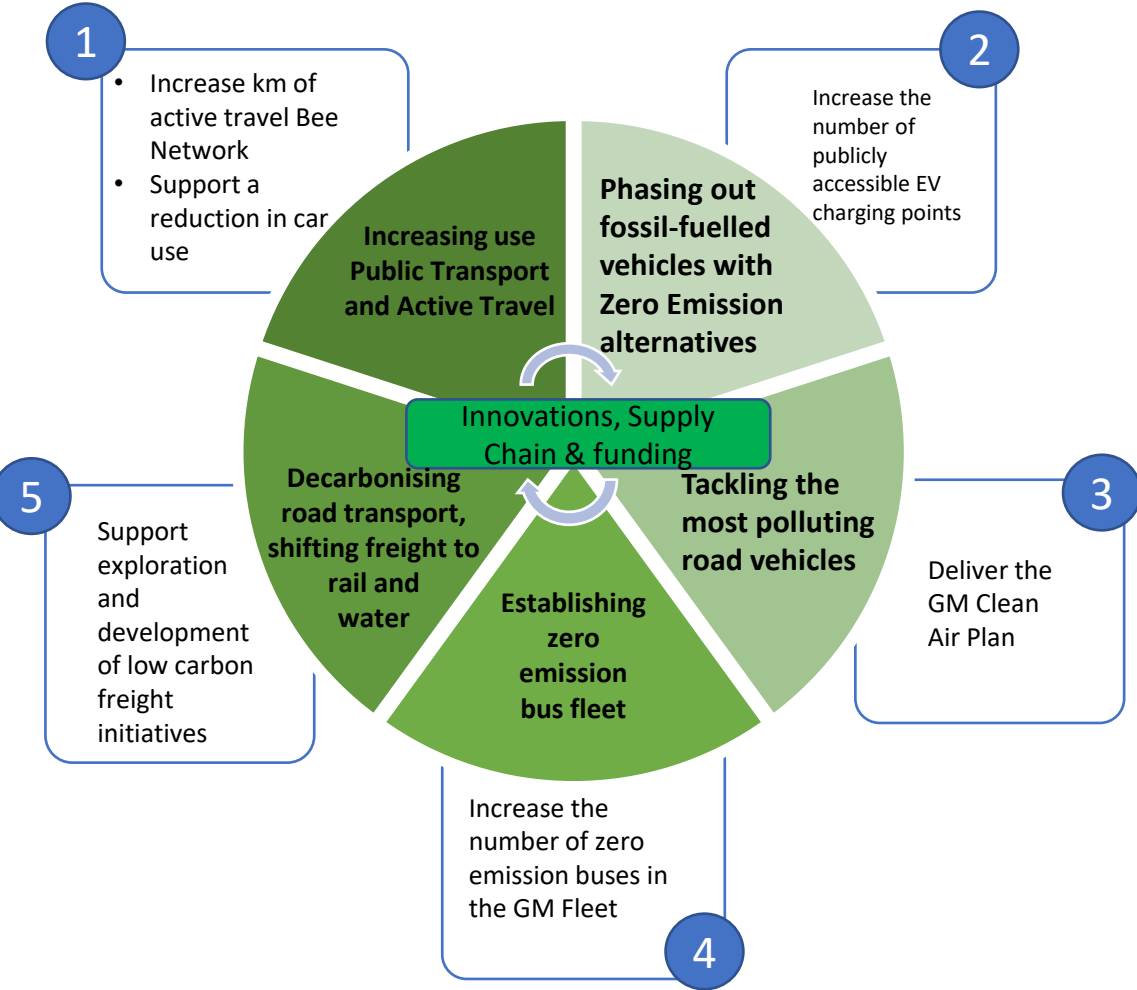 1
• Increase km of
active travel Bee
Network
• Support a
reduction in car
use
Increasing use
Public Transport
and Active Travel
2
Increase the
number of
publicly
accessible EV
charging points
Phasing out
fossil-fuelled
vehicles with
Zero Emission
alternatives
Innovations, Supply
Chain & funding
3
Deliver the
GM Clean
Air Plan
Tackling the
most polluting
road vehicles
4
Increase the
number of zero
emission buses in
the GM Fleet
Establishing
zero
emission
bus fleet
5
Support
exploration
and
development
of low carbon
freight
initiatives
Decarbonising
road transport,
shifting freight to
rail and
water